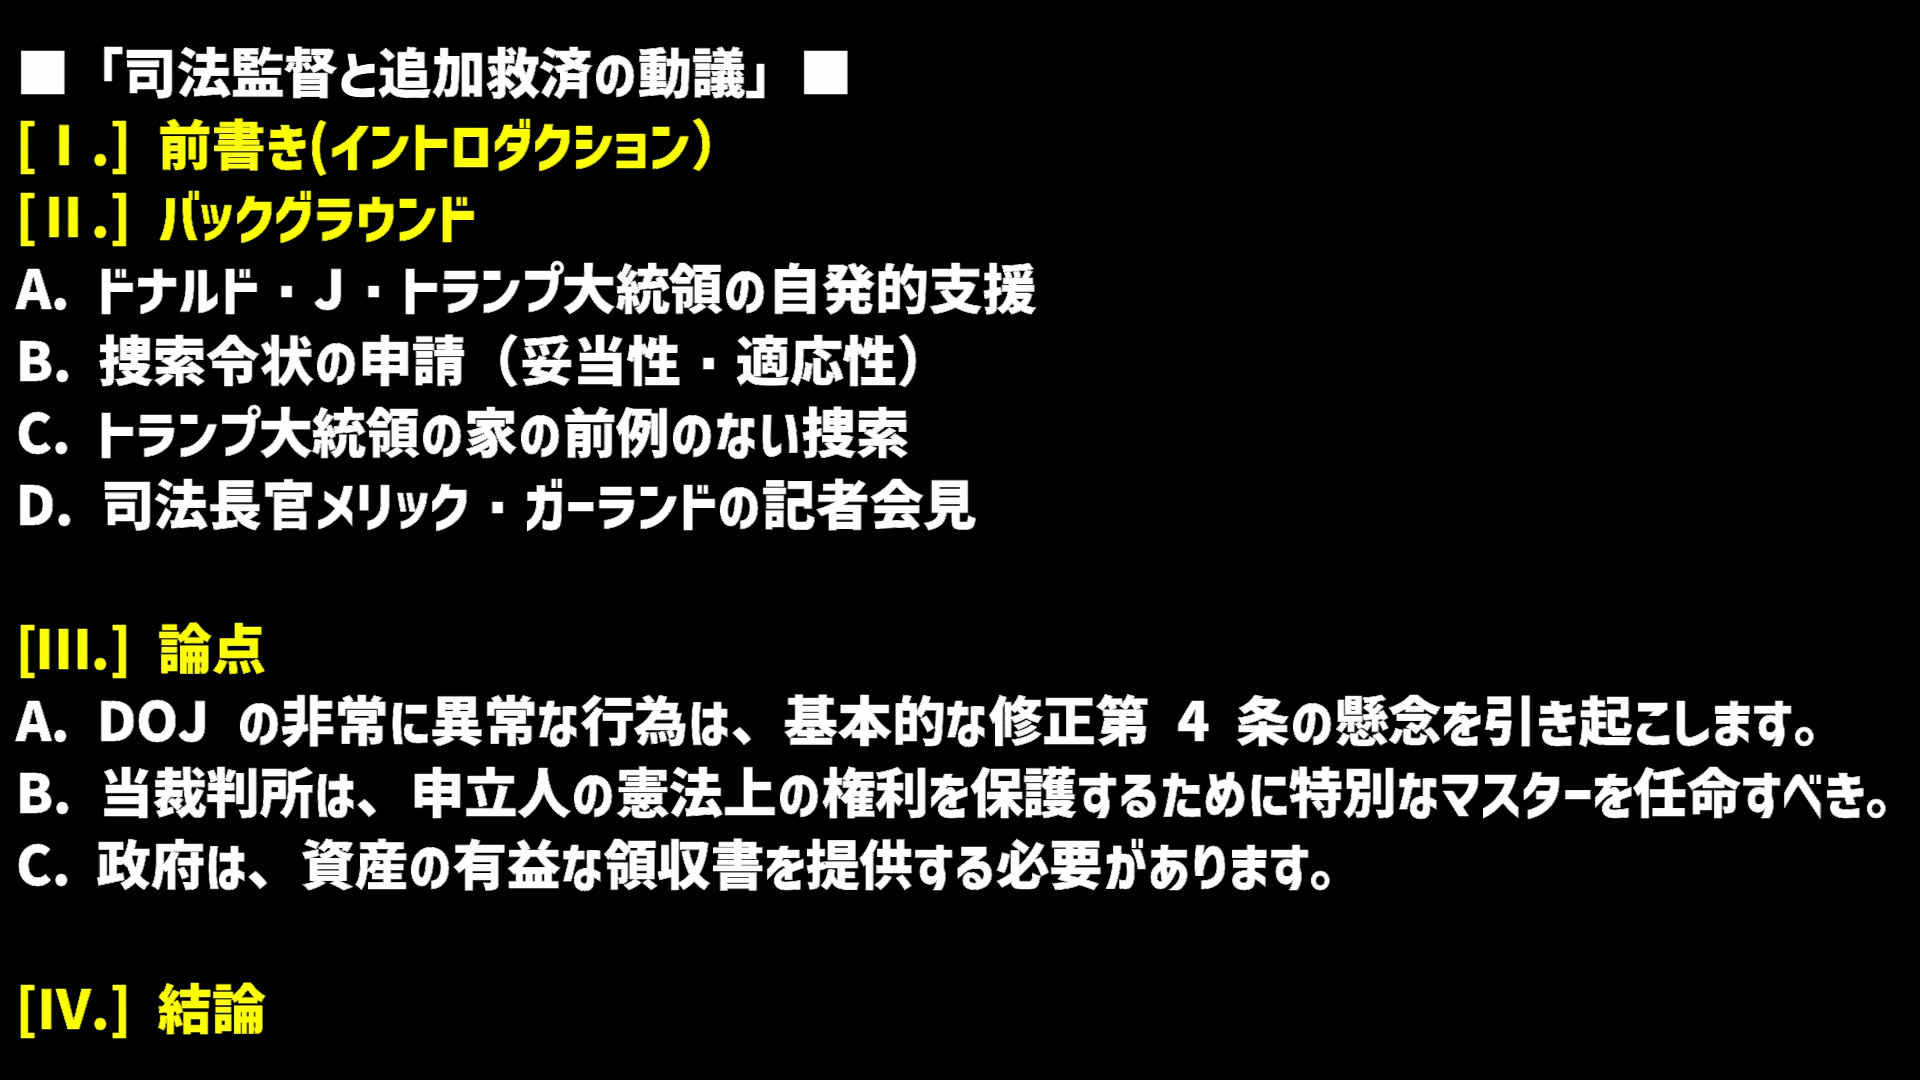 ■「司法監督と追加救済の動議」■
[Ⅰ.] 前書き(イントロダクション）
[II.] バックグラウンド
A. ドナルド・J・トランプ大統領の自発的支援
B. 捜索令状の申請（妥当性・適応性）
C. トランプ大統領の家の前例のない捜索
D. 司法長官メリック・ガーランドの記者会見
[III.] 論点
A. DOJ の非常に異常な行為は、基本的な修正第 4 条の懸念を引き起こします。
B. 当裁判所は、申立人の憲法上の権利を保護するために特別なマスターを任命すべき。
C. 政府は、資産の有益な領収書を提供する必要があります。
[IV.] 結論